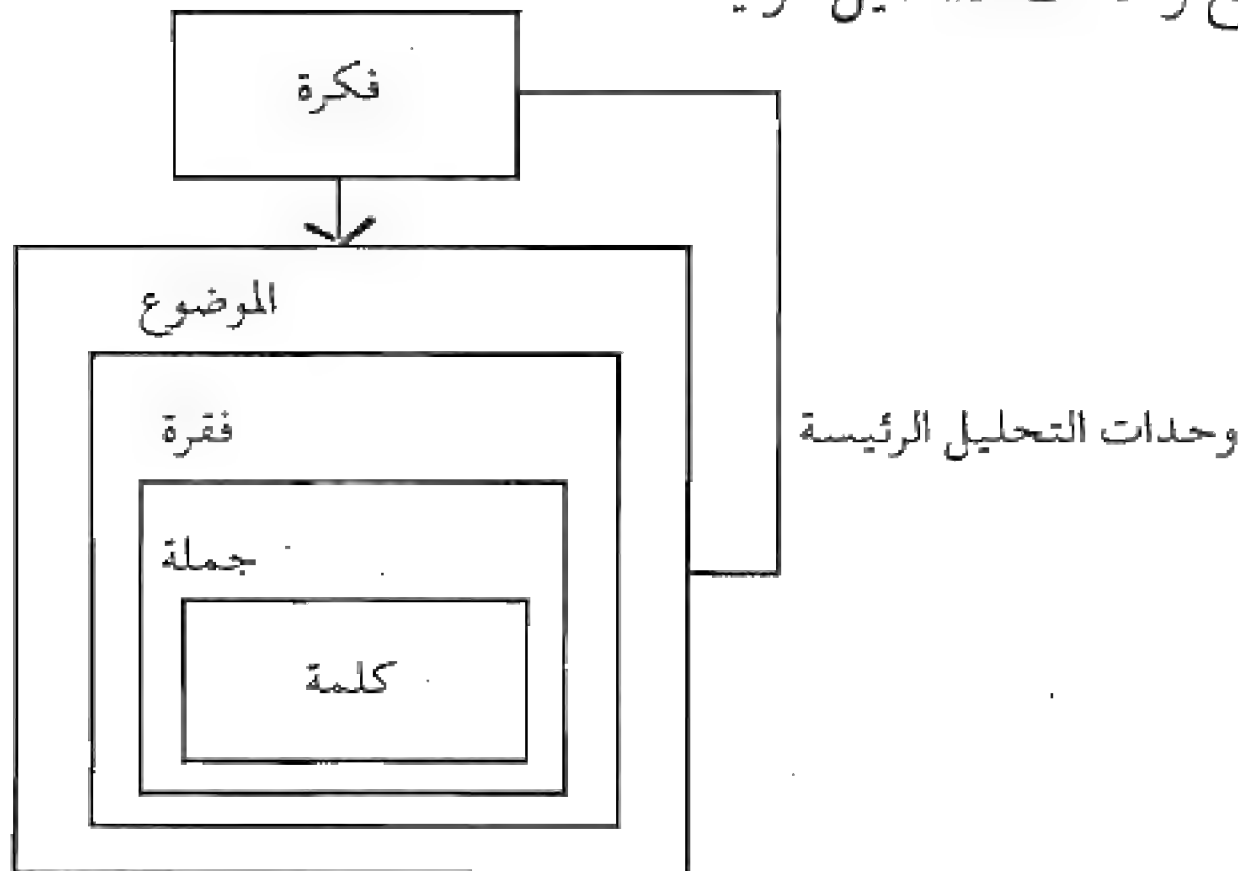 فكرة
الموضوع
فقرة
وحدات التحليل الرئيسة
جملة
كلمة